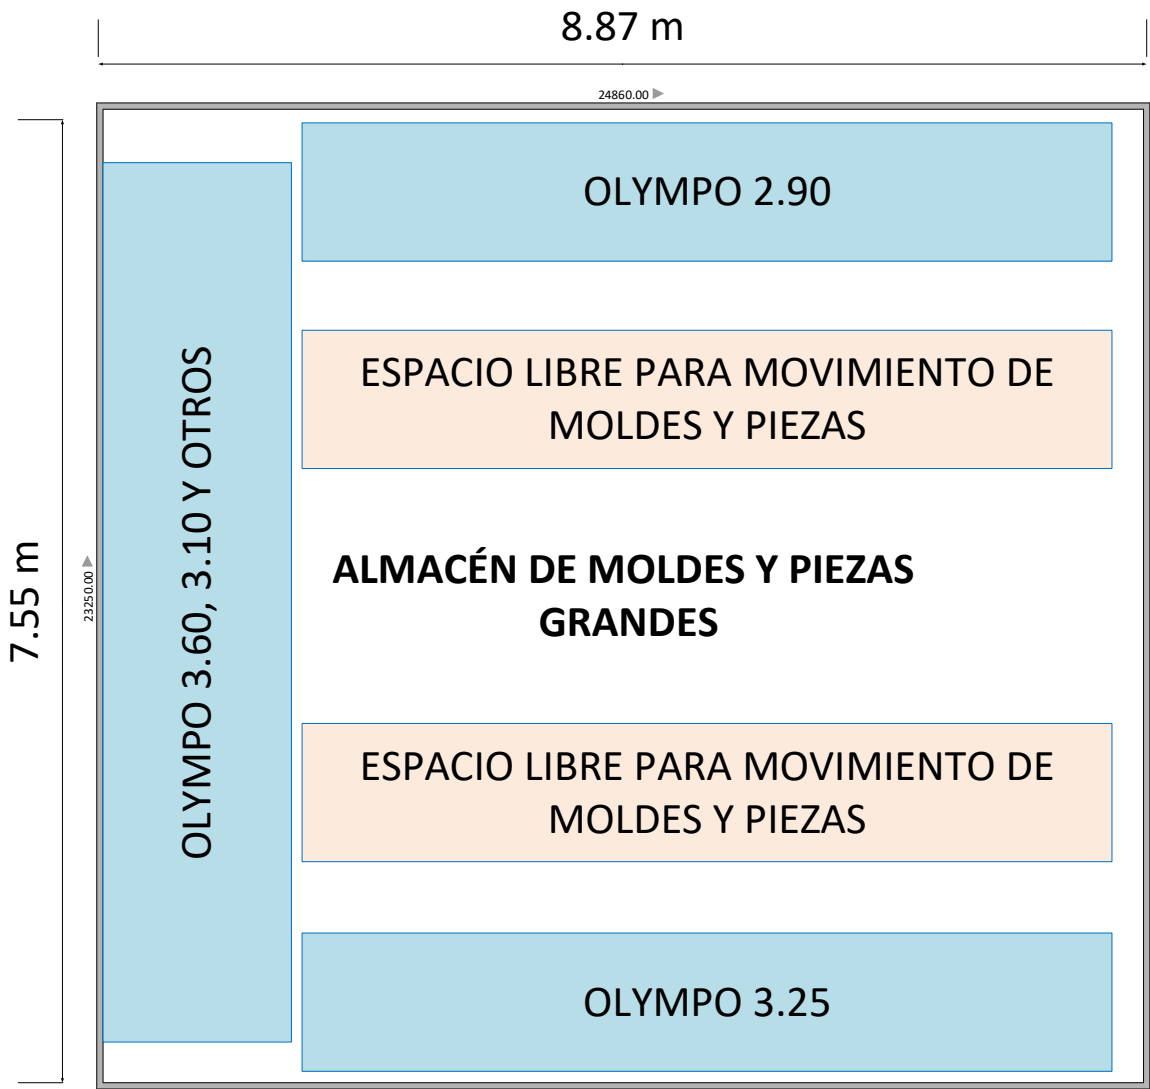 8.87 m
24860.00
OLYMPO 2.90
ESPACIO LIBRE PARA MOVIMIENTO DE
MOLDES Y PIEZAS
OLYMPO 3.60, 3.10 Y OTROS
7.55 m
23250.00
ALMACÉN DE MOLDES Y PIEZAS
GRANDES
ESPACIO LIBRE PARA MOVIMIENTO DE
MOLDES Y PIEZAS
OLYMPO 3.25